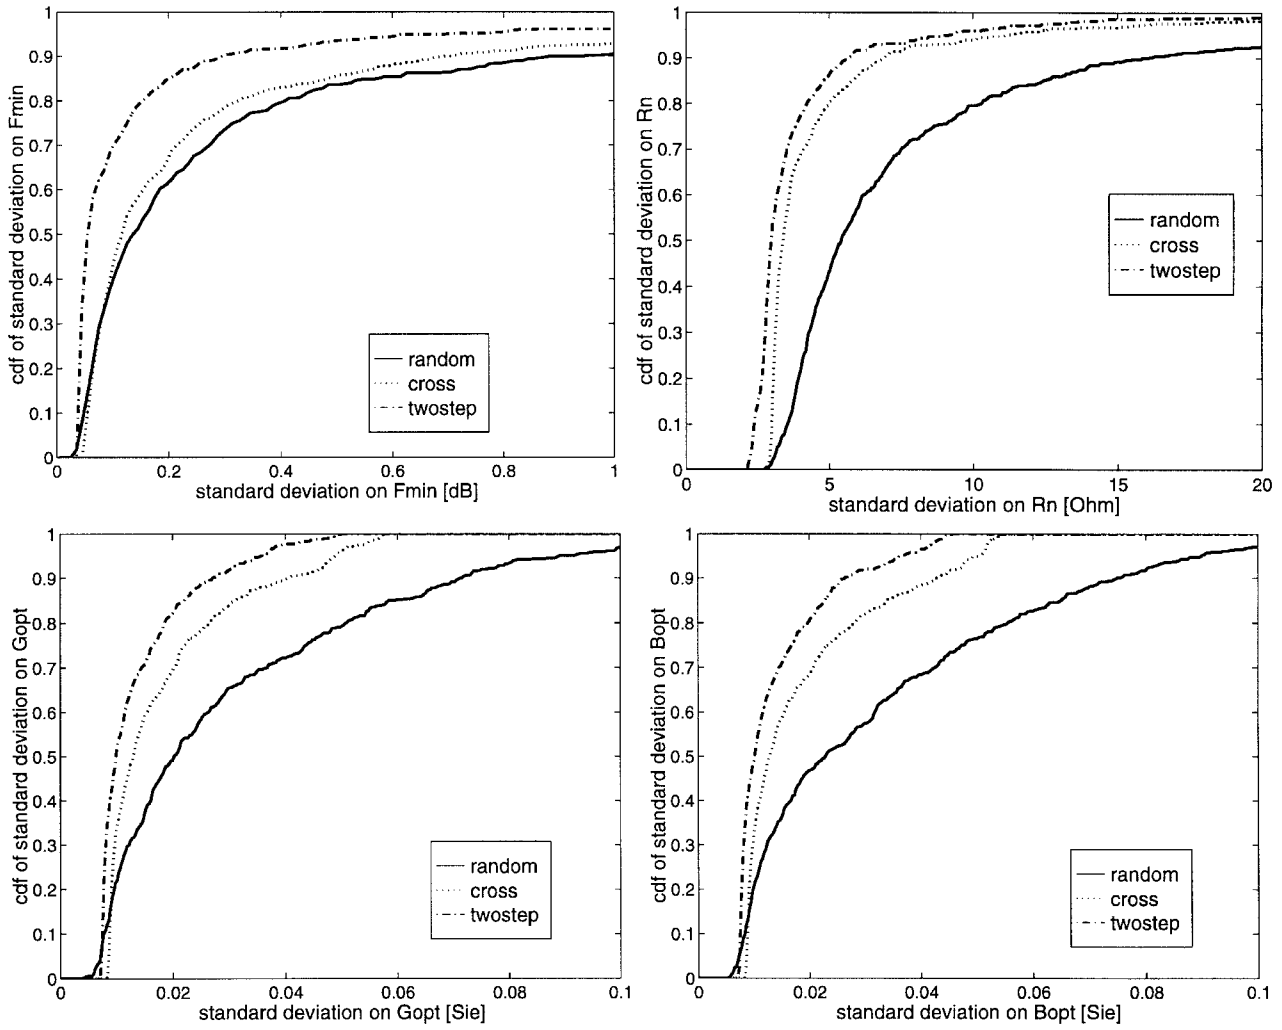 1
0.9
0.8
0.7
0.6
0.5
0.4
0.3
0.2
0.1
0
cdf of standard deviation on Fmin
random
cross
twostep
0 0.2 0.4 0.6 0.8 1
standard deviation on Fmin [dB]
1
0.9
0.8
0.7
0.6
0.5
0.4
0.3
0.2
0.1
0
cdf of standard deviation on Rn
random
cross
twostep
0 5 10 15 20
standard deviation on Rn [Ohm]
1
0.9
0.8
0.7
0.6
0.5
0.4
0.3
0.2
0.1
0
cdf of standard deviation on Gopt
random
cross
twostep
0 0.02 0.04 0.06 0.08 0.1
standard deviation on Gopt [Sie]
1
0.9
0.8
0.7
0.6
0.5
0.4
0.3
0.2
0.1
0
cdf of standard deviation on Bopt
random
cross
twostep
0 0.02 0.04 0.06 0.08 0.1
standard deviation on Bopt [Sie]